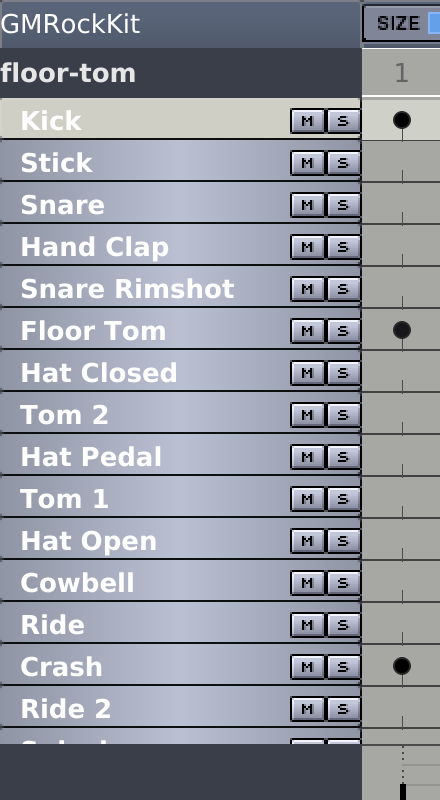 GMRockKit
SIZE
floor-tom
1
Kick M S
Stick M S
Snare M S
Hand Clap M S
Snare Rimshot M S
Floor Tom M S
Hat Closed M S
Tom 2 M S
Hat Pedal M S
Tom 1 M S
Hat Open M S
Cowbell M S
Ride M S
Crash M S
Ride 2 M S